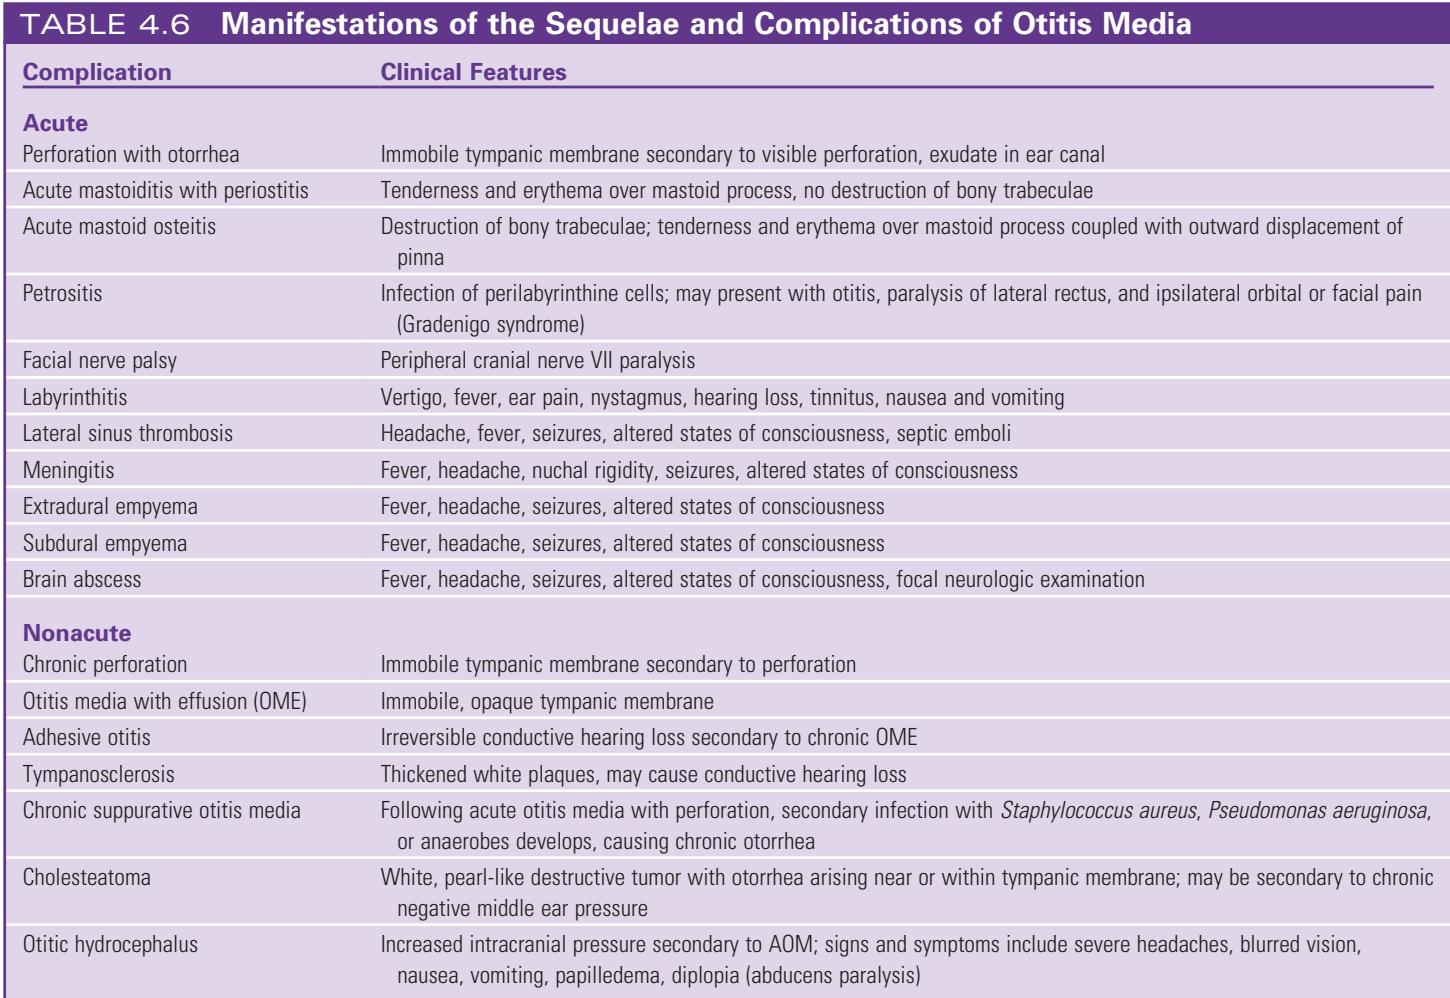 TABLE 4.6 Manifestations of the Sequelae and Complications of Otitis Media
Complication Clinical Features
Acute
Perforation with otorrhea Immobile tympanic membrane secondary to visible perforation, exudate in ear canal
Acute mastoiditis with periostitis Tenderness and erythema over mastoid process, no destruction of bony trabeculae
Acute mastoid osteitis Destruction of bony trabeculae; tenderness and erythema over mastoid process coupled with outward displacement of
pinna
Petrositis Infection of perilabyrinthine cells; may present with otitis, paralysis of lateral rectus, and ipsilateral orbital or facial pain
(Gradenigo syndrome)
Facial nerve palsy Peripheral cranial nerve VII paralysis
Labyrinthitis Vertigo, fever, ear pain, nystagmus, hearing loss, tinnitus, nausea and vomiting
Lateral sinus thrombosis Headache, fever, seizures, altered states of consciousness, septic emboli
Meningitis Fever, headache, nuchal rigidity, seizures, altered states of consciousness
Extradural empyema Fever, headache, seizures, altered states of consciousness
Subdural empyema Fever, headache, seizures, altered states of consciousness
Brain abscess Fever, headache, seizures, altered states of consciousness, focal neurologic examination
Nonacute
Chronic perforation Immobile tympanic membrane secondary to perforation
Otitis media with effusion (OME) Immobile, opaque tympanic membrane
Adhesive otitis Irreversible conductive hearing loss secondary to chronic OME
Tympanosclerosis Thickened white plaques, may cause conductive hearing loss
Chronic suppurative otitis media Following acute otitis media with perforation, secondary infection with Staphylococcus aureus, Pseudomonas aeruginosa,
or anaerobes develops, causing chronic otorrhea
Cholesteatoma White, pearl-like destructive tumor with otorrhea arising near or within tympanic membrane; may be secondary to chronic
negative middle ear pressure
Otitic hydrocephalus Increased intracranial pressure secondary to AOM; signs and symptoms include severe headaches, blurred vision,
nausea, vomiting, papilledema, diplopia (abducens paralysis)